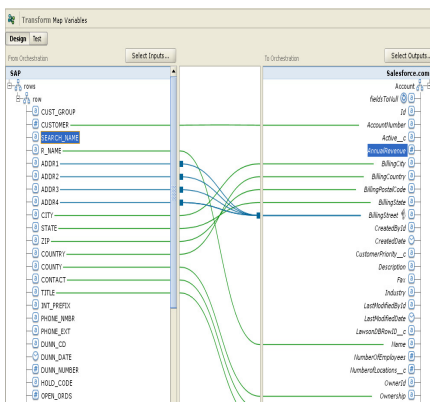 Transform Map Variables
Design Test
From Orchestration
Select Inputs...
To Orchestration
Select Outputs...
SAP
rows
row
CUST_GROUP
CUSTOMER
SEARCH_NAME
R_NAME
ADDR1
ADDR2
ADDR3
ADDR4
CITY
STATE
ZIP
COUNTRY
COUNTY
CONTACT
TITLE
INT_PREFIX
PHONE_NMBR
PHONE_EXT
DUNN_CD
DUNN_DATE
DUNN_NUMBER
HOLD_CODE
OPEN_ORDS
Salesforce.com
Account
fieldsToNull
Id
AccountNumber
Active__c
AnnualRevenue
BillingCity
BillingCountry
BillingPostalCode
BillingState
BillingStreet
CreatedById
CreatedDate
CustomerPriority__c
Description
Fax
Industry
LastModifiedById
LastModifiedDate
LawsonDBRowID__c
Name
NumberOfEmployees
NumberofLocations__c
OwnerId
Ownership